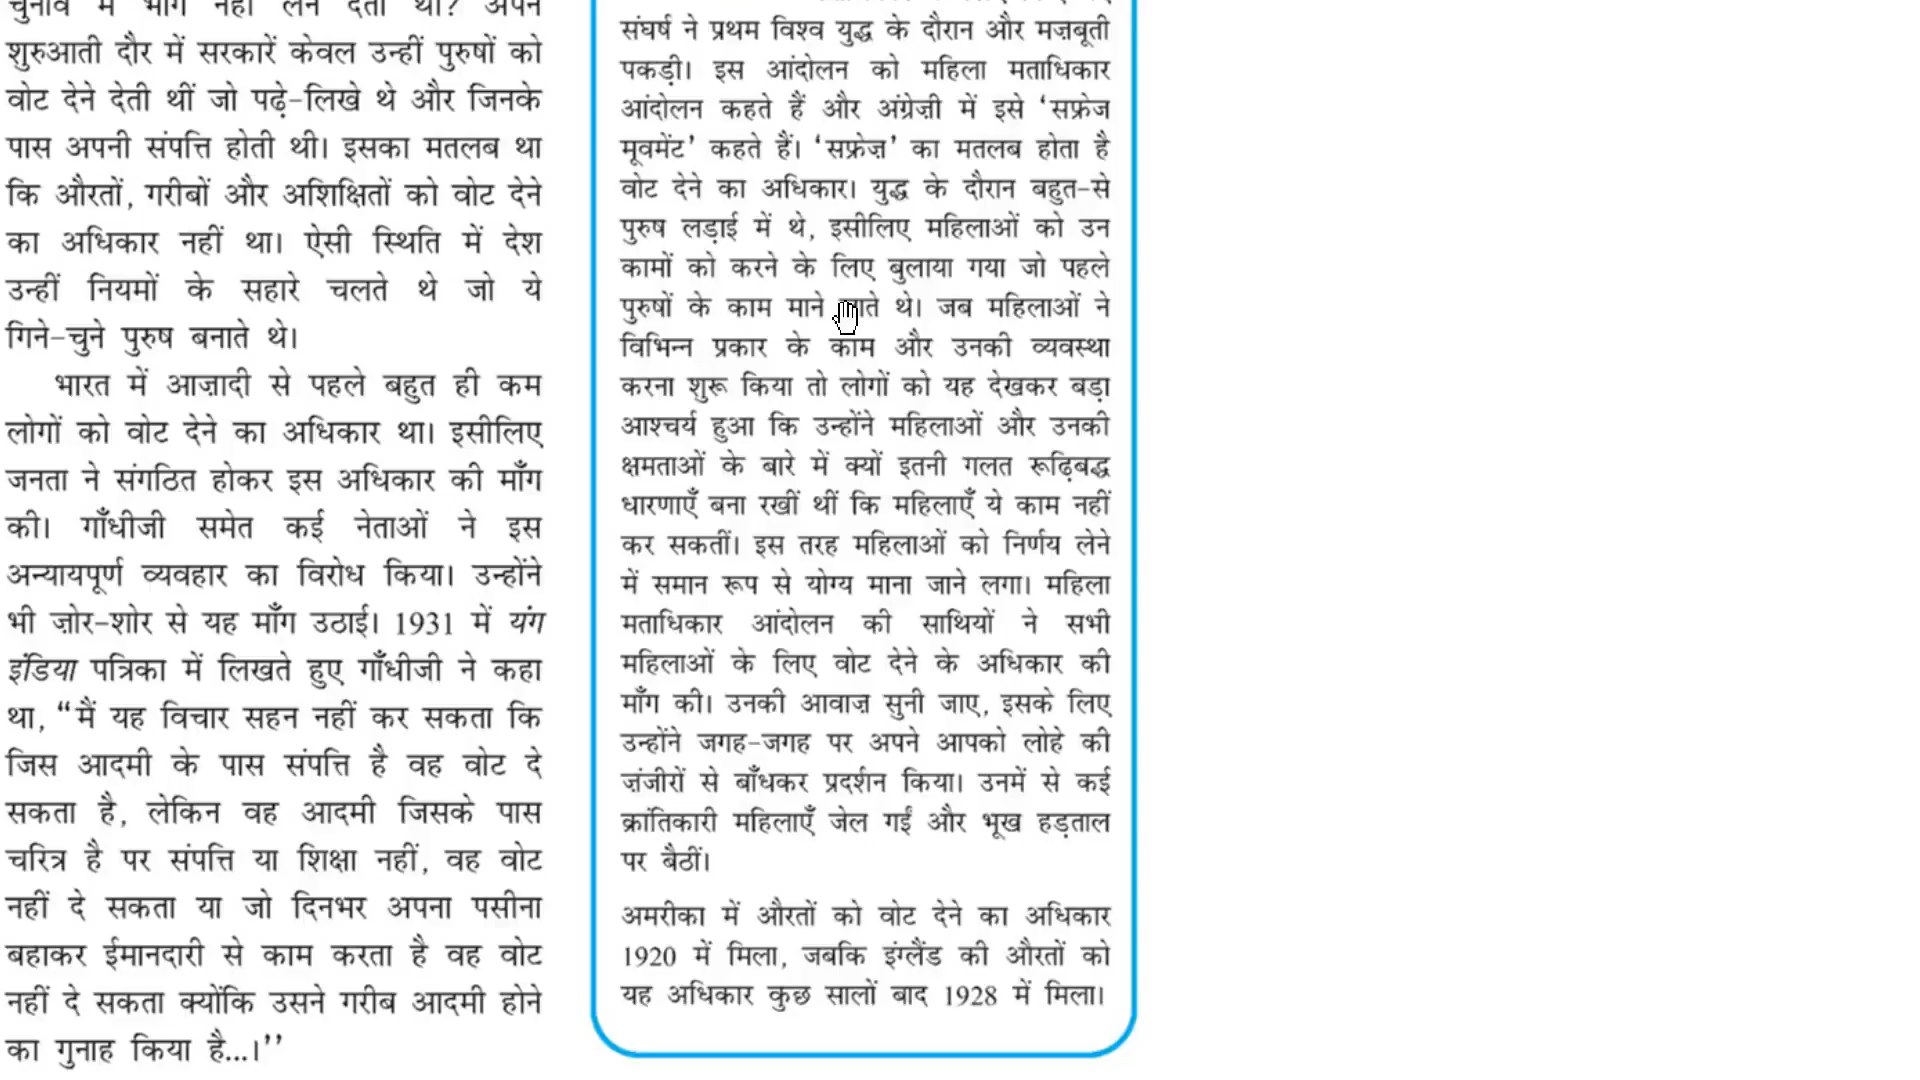 चुनाव में भाग नहीं लेने देती थी? अपने
शुरुआती दौर में सरकारें केवल उन्हीं पुरुषों को
वोट देने देती थीं जो पढ़े-लिखे थे और जिनके
पास अपनी संपत्ति होती थी। इसका मतलब था
कि औरतों, गरीबों और अशिक्षितों को वोट देने
का अधिकार नहीं था। ऐसी स्थिति में देश
उन्हीं नियमों के सहारे चलते थे जो ये
गिने-चुने पुरुष बनाते थे।
भारत में आज़ादी से पहले बहुत ही कम
लोगों को वोट देने का अधिकार था। इसीलिए
जनता ने संगठित होकर इस अधिकार की माँग
की। गाँधीजी समेत कई नेताओं ने इस
अन्यायपूर्ण व्यवहार का विरोध किया। उन्होंने
भी ज़ोर-शोर से यह माँग उठाई। 1931 में यंग
इंडिया पत्रिका में लिखते हुए गाँधीजी ने कहा
था, “मैं यह विचार सहन नहीं कर सकता कि
जिस आदमी के पास संपत्ति है वह वोट दे
सकता है, लेकिन वह आदमी जिसके पास
चरित्र है पर संपत्ति या शिक्षा नहीं, वह वोट
नहीं दे सकता या जो दिनभर अपना पसीना
बहाकर ईमानदारी से काम करता है वह वोट
नहीं दे सकता क्योंकि उसने गरीब आदमी होने
का गुनाह किया है...।’’
संघर्ष ने प्रथम विश्व युद्ध के दौरान और मज़बूती
पकड़ी। इस आंदोलन को महिला मताधिकार
आंदोलन कहते हैं और अंग्रेज़ी में इसे ‘सफ्रेज
मूवमेंट’ कहते हैं। ‘सफ्रेज़’ का मतलब होता है
वोट देने का अधिकार। युद्ध के दौरान बहुत-से
पुरुष लड़ाई में थे, इसीलिए महिलाओं को उन
कामों को करने के लिए बुलाया गया जो पहले
पुरुषों के काम माने जाते थे। जब महिलाओं ने
विभिन्न प्रकार के काम और उनकी व्यवस्था
करना शुरू किया तो लोगों को यह देखकर बड़ा
आश्चर्य हुआ कि उन्होंने महिलाओं और उनकी
क्षमताओं के बारे में क्यों इतनी गलत रूढ़िबद्ध
धारणाएँ बना रखीं थीं कि महिलाएँ ये काम नहीं
कर सकतीं। इस तरह महिलाओं को निर्णय लेने
में समान रूप से योग्य माना जाने लगा। महिला
मताधिकार आंदोलन की साथियों ने सभी
महिलाओं के लिए वोट देने के अधिकार की
माँग की। उनकी आवाज़ सुनी जाए, इसके लिए
उन्होंने जगह-जगह पर अपने आपको लोहे की
ज़ंजीरों से बाँधकर प्रदर्शन किया। उनमें से कई
क्रांतिकारी महिलाएँ जेल गईं और भूख हड़ताल
पर बैठीं।
अमरीका में औरतों को वोट देने का अधिकार
1920 में मिला, जबकि इंग्लैंड की औरतों को
यह अधिकार कुछ सालों बाद 1928 में मिला।